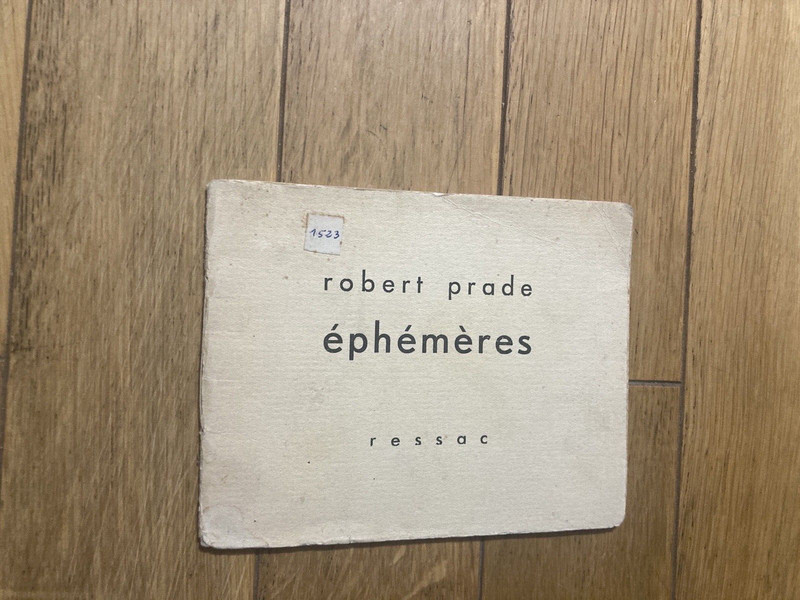 1523
robert prade
éphémères
ressac